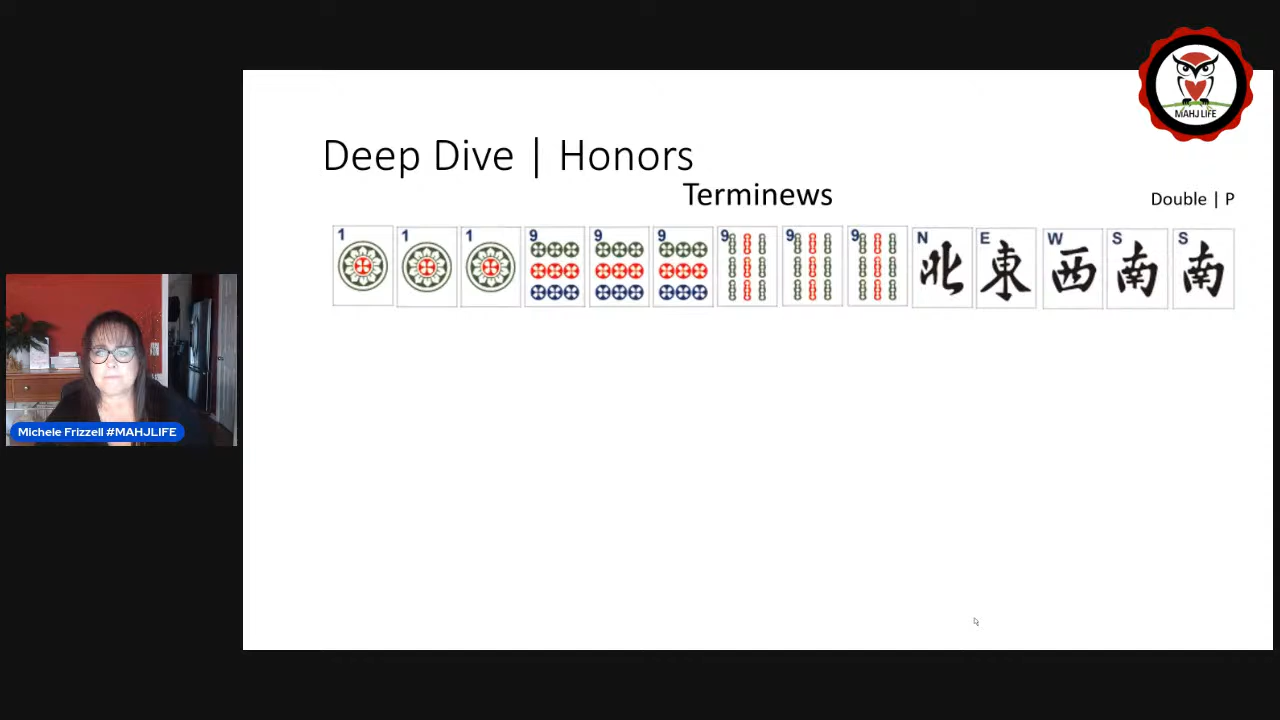 MAHJ LIFE
Deep Dive | Honors
Terminews
Double | P
1 1 1 9 9 9 9 9 9 N E W S S
北 東 西 南 南
Michele Frizzell #MAHJLIFE